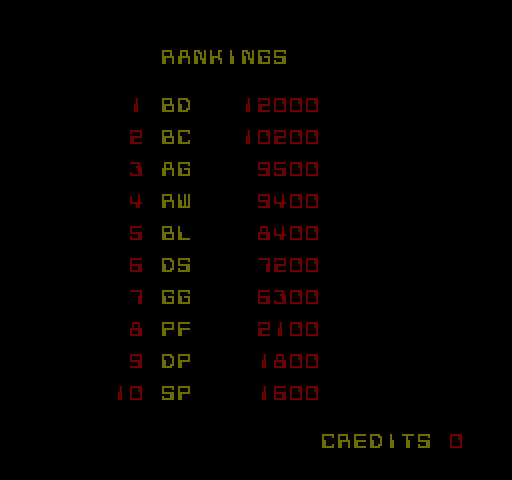 RANKINGS
1 BD 12000
2 BC 10200
3 AG 9500
4 AW 9400
5 BL 8400
6 DS 7200
7 GG 6300
8 PF 2100
9 DP 1800
10 SP 1600
CREDITS 0